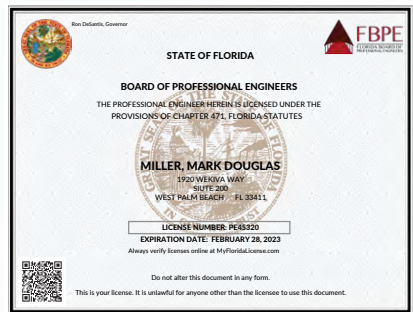 Ron DeSantis, Governor
FBPE
FLORIDA BOARD OF
PROFESSIONAL ENGINEERS
STATE OF FLORIDA
BOARD OF PROFESSIONAL ENGINEERS
THE PROFESSIONAL ENGINEER HEREIN IS LICENSED UNDER THE
PROVISIONS OF CHAPTER 471, FLORIDA STATUTES
MILLER, MARK DOUGLAS
1920 WEKIVA WAY
SIUTE 200
WEST PALM BEACH FL 33411
LICENSE NUMBER: PE45320
EXPIRATION DATE: FEBRUARY 28, 2023
Always verify licenses online at MyFloridaLicense.com
Do not alter this document in any form.
This is your license. It is unlawful for anyone other than the licensee to use this document.